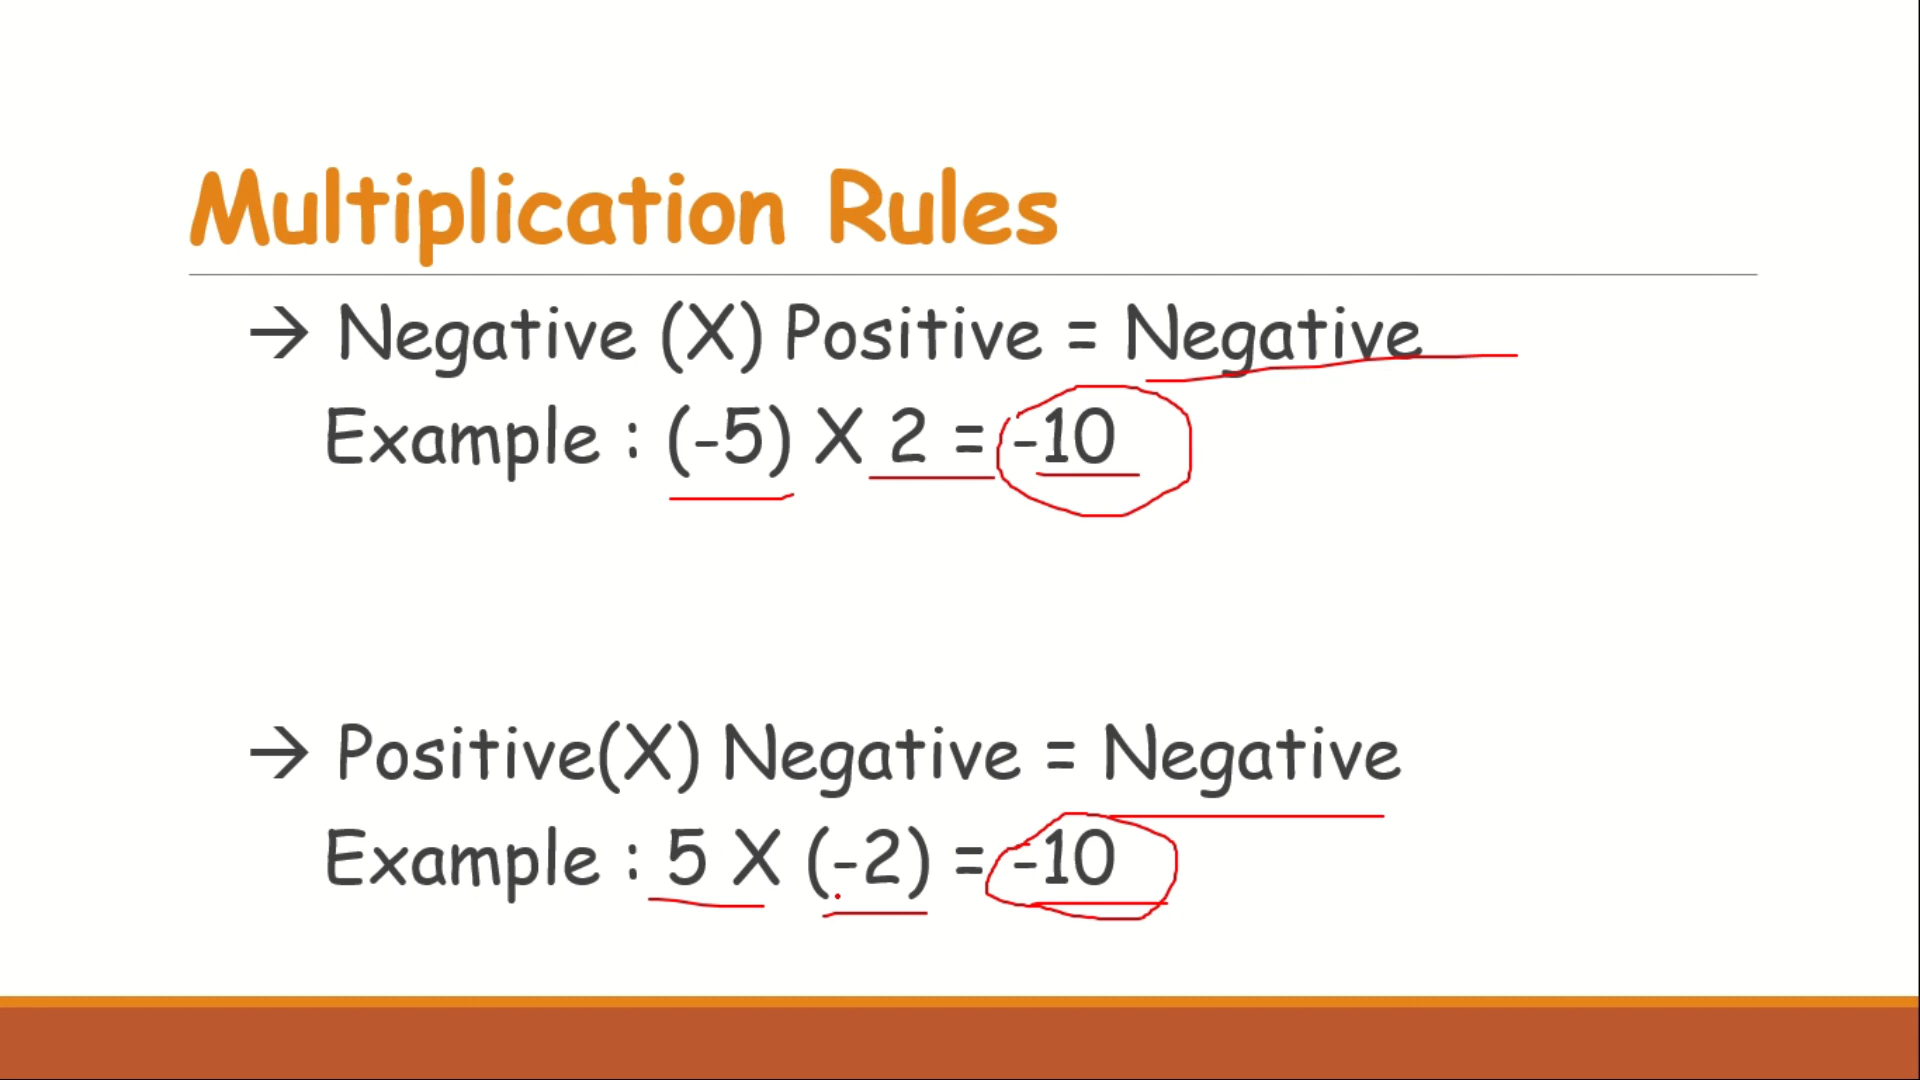 Multiplication Rules
→ Negative (X) Positive = Negative
Example : (-5) X 2 = -10
→ Positive(X) Negative = Negative
Example : 5 X (-2) = -10